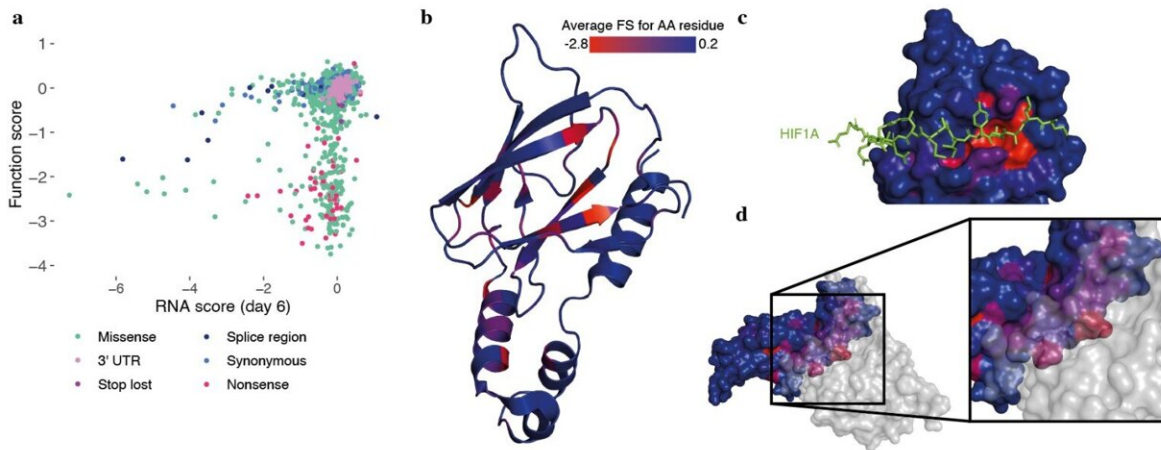 a
Function score
1
0
−1
−2
−3
−4
−6
−4
−2
0
RNA score (day 6)
Missense
3' UTR
Stop lost
Splice region
Synonymous
Nonsense
b
Average FS for AA residue
-2.8
0.2
c
HIF1A
d